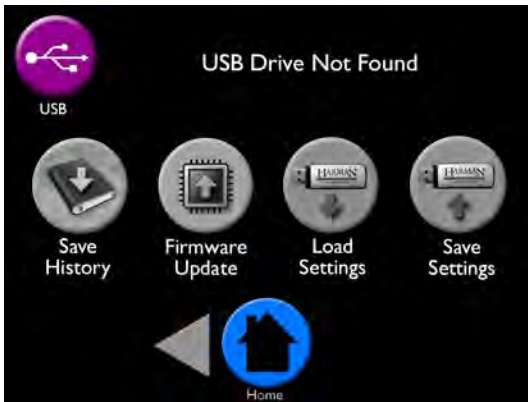 USB Drive Not Found
USB
HARMAN
HARMAN
Save
History
Firmware
Update
Load
Settings
Save
Settings
Home